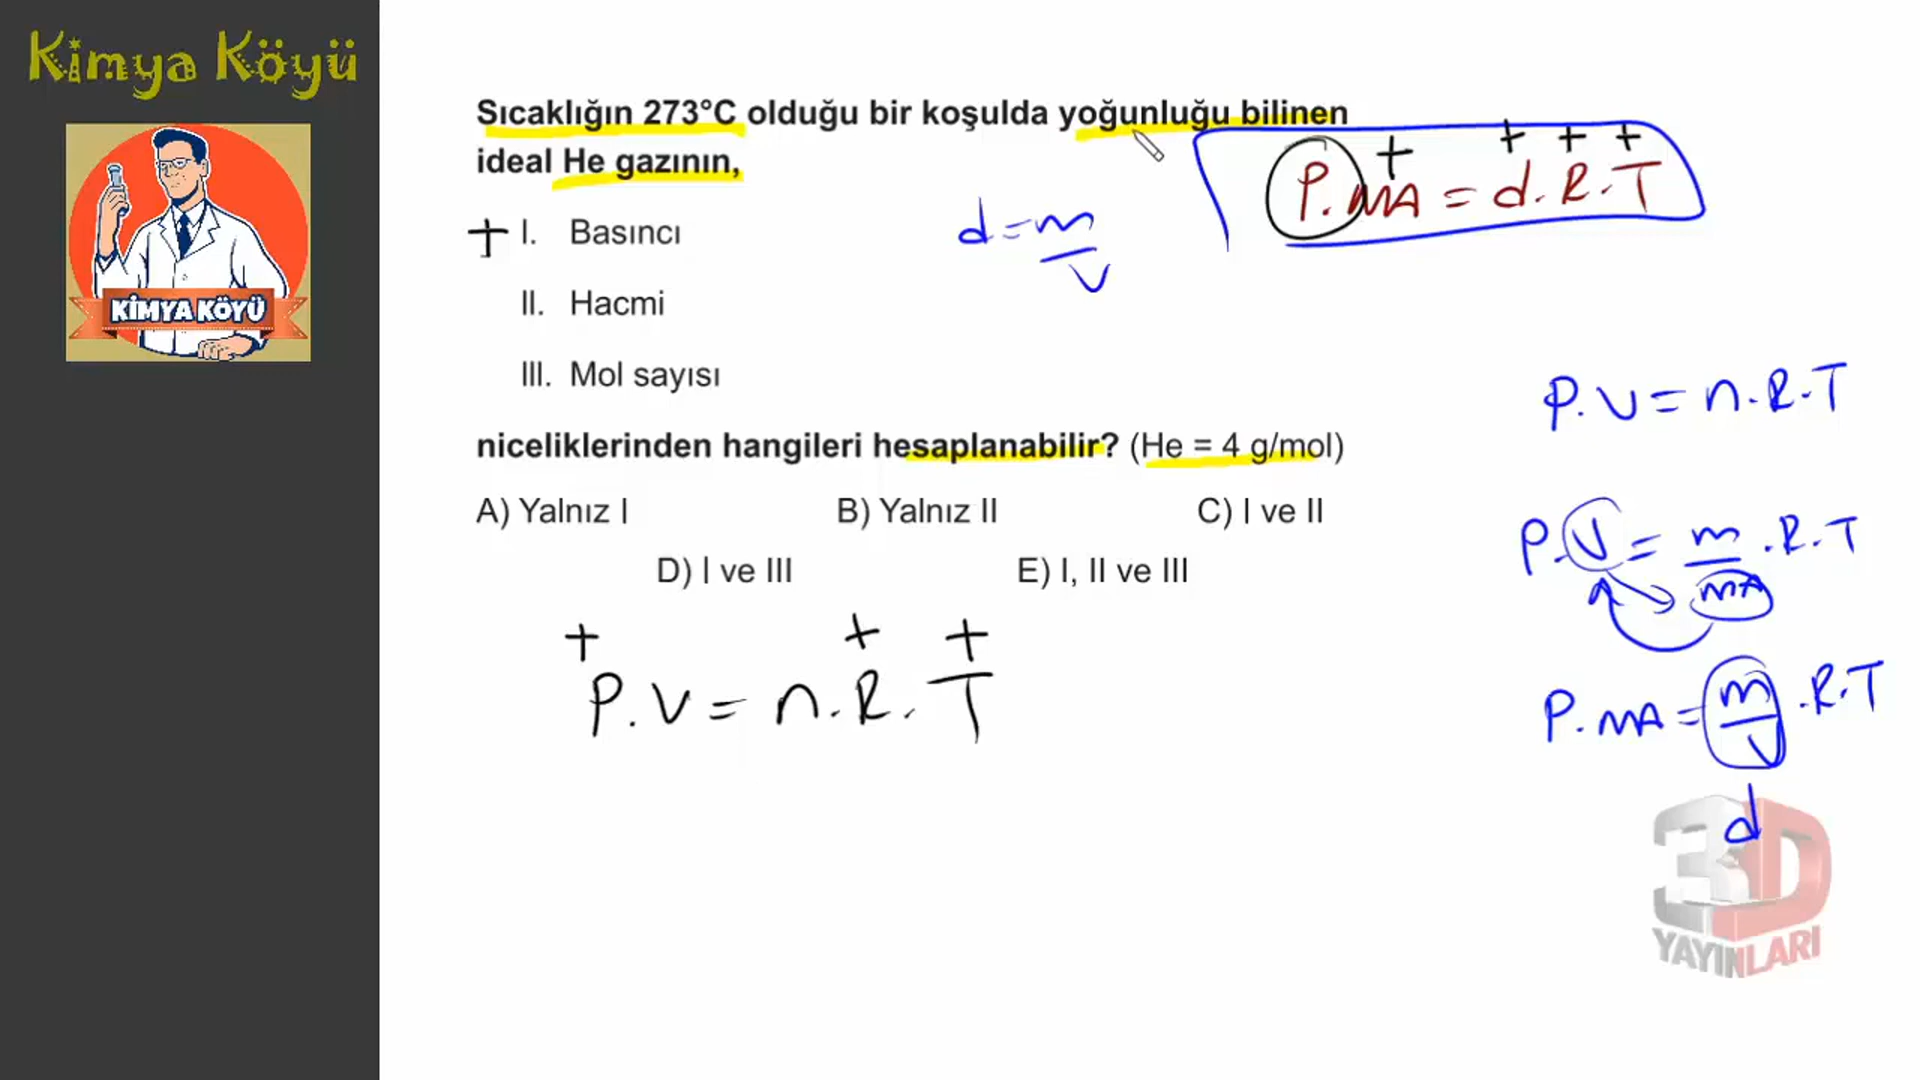 Kimya Köyü
KİMYA KÖYÜ
Sıcaklığın 273°C olduğu bir koşulda yoğunluğu bilinen
ideal He gazının,
+ + + +
P.MA = d.R.T
+ I. Basıncı
d = m/V
II. Hacmi
III. Mol sayısı
P.V = n.R.T
niceliklerinden hangileri hesaplanabilir? (He = 4 g/mol)
A) Yalnız I B) Yalnız II C) I ve II
D) I ve III E) I, II ve III
P.V = m/MA .R.T
+ + +
P.V = n.R.T
P.MA = m/V .R.T
d
3D
YAYINLARI